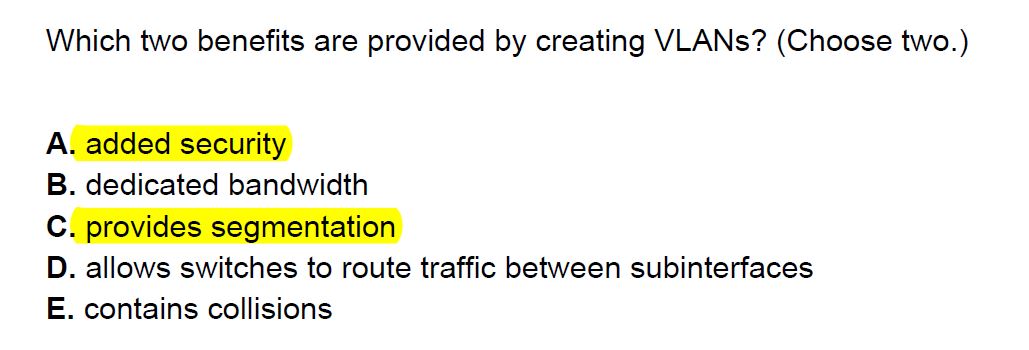 Which two benefits are provided by creating VLANs? (Choose two.)
A. added security
B. dedicated bandwidth
C. provides segmentation
D. allows switches to route traffic between subinterfaces
E. contains collisions